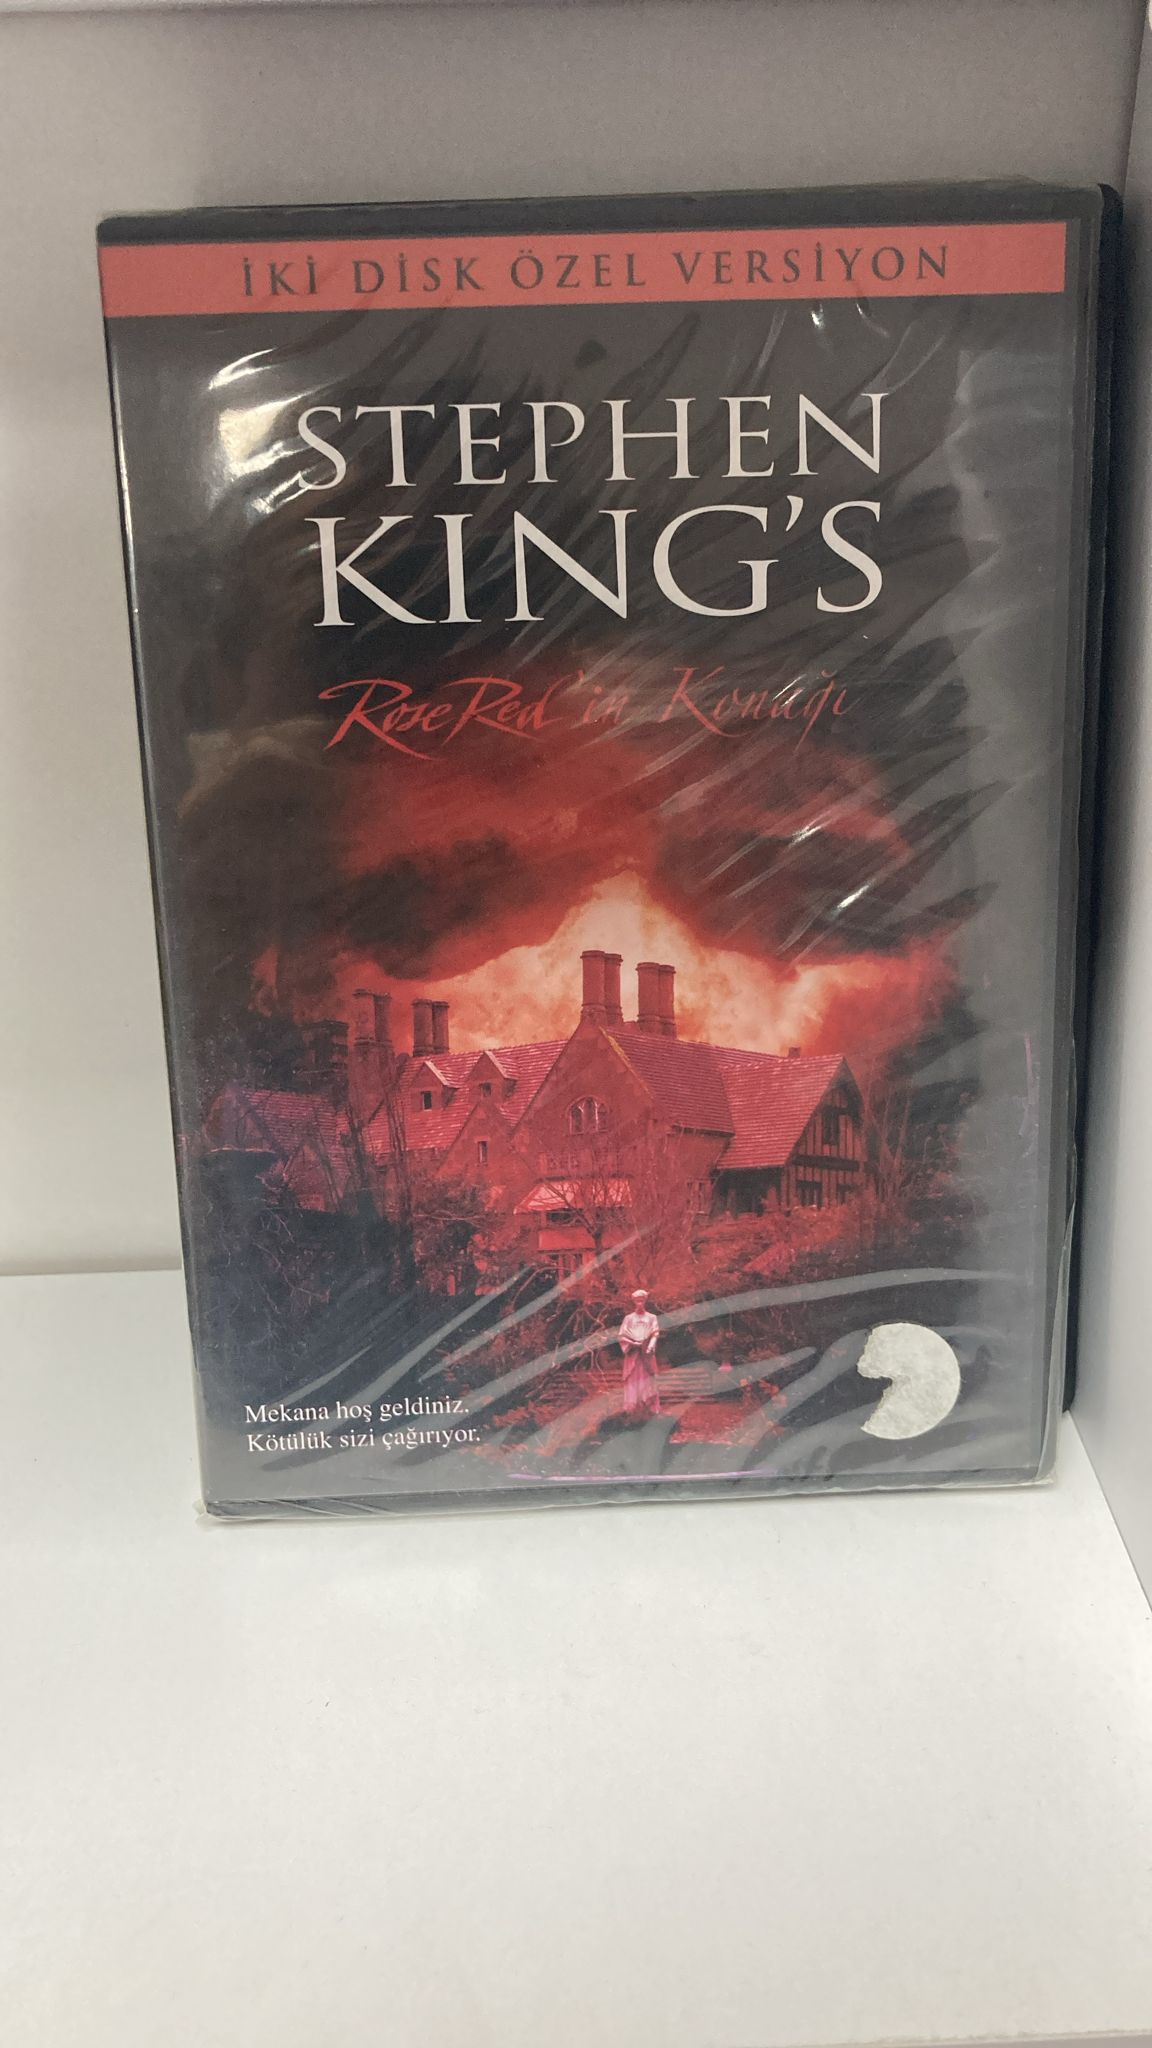 İKİ DİSK ÖZEL VERSİYON
STEPHEN
KING'S
Rose Red'in Konağı
Mekana hoş geldiniz.
Kötülük sizi çağırıyor.